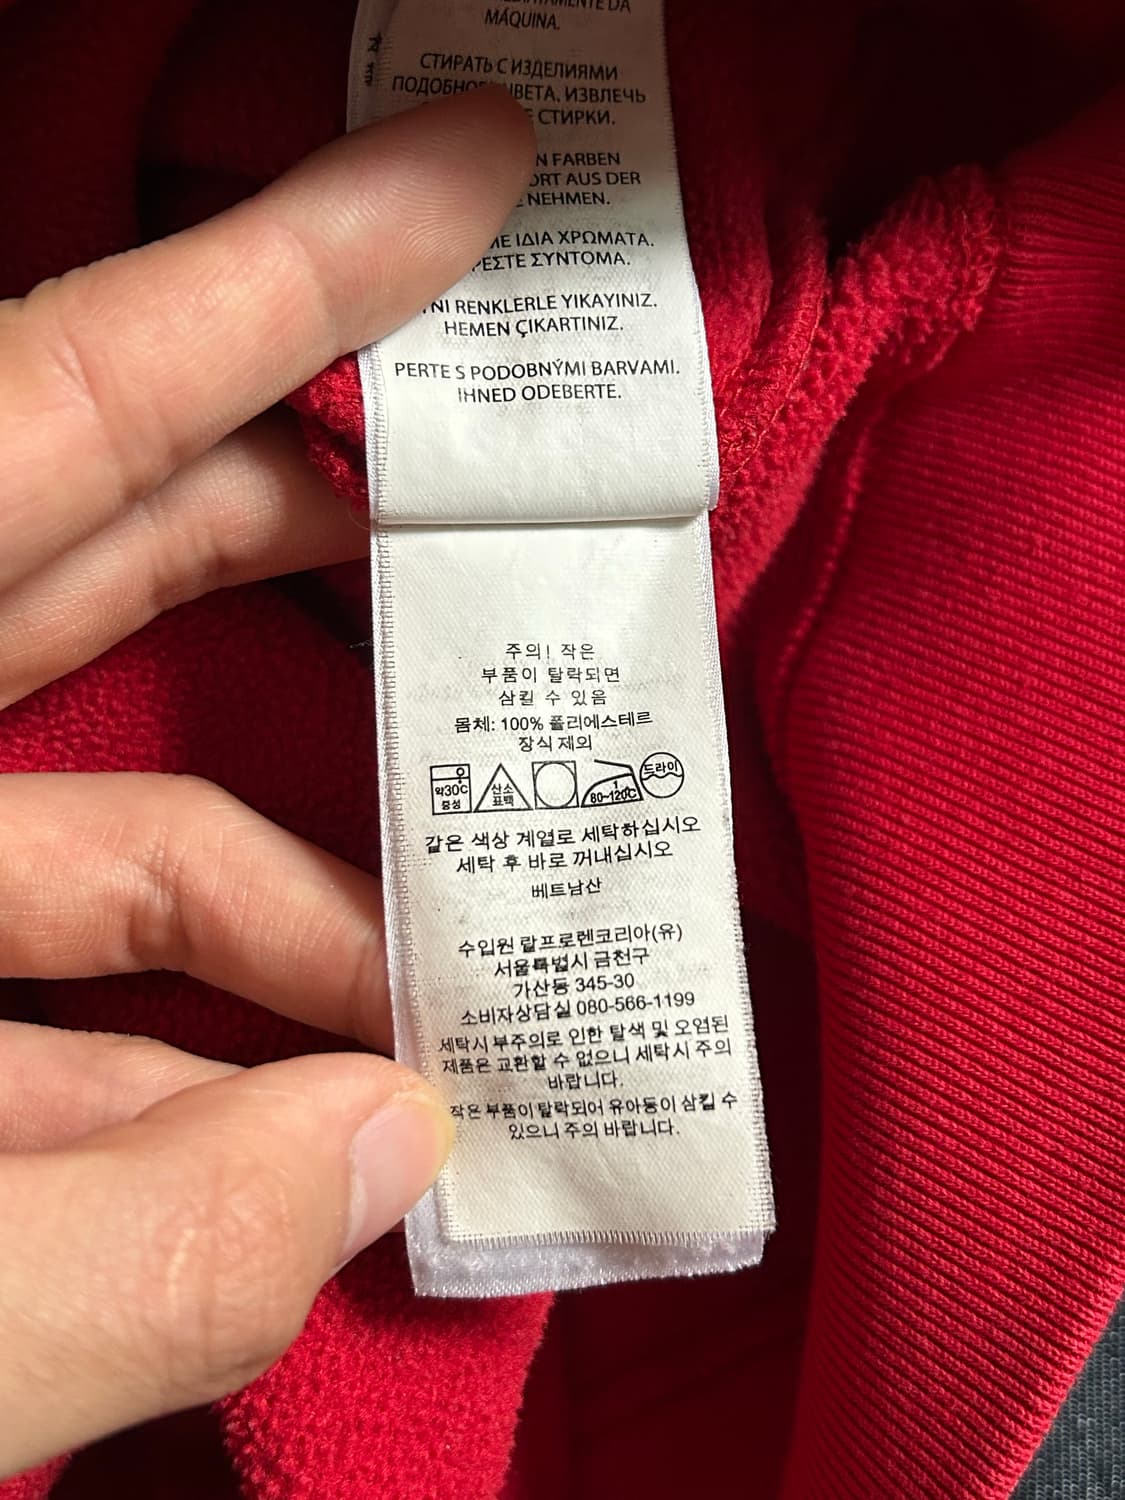 DA
MÁQUINA.
СТИРАТЬ С ИЗДЕЛИЯМИ
ЦВЕТА, ИЗВЛЕЧЬ
СТИРКИ.
FARBEN
AUS DER
NEHMEN.
ΙΔΙΑ ΧΡΩΜΑΤΑ.
ΣΥΝΤΟΜΑ.
RENKLERLE YIKAYINIZ.
HEMEN ÇIKARTINIZ.
PERTE S PODOBNÝMI BARVAMI.
IHNED ODEBERTE.
주의! 작은
부품이 탈락되면
삼킬 수 있음
몸체: 100% 폴리에스테르
장식 제외
약30℃
중성
산소
표백
1
80~120℃
드라이
같은 색상 계열로 세탁하십시오
세탁 후 바로 꺼내십시오
베트남산
수입원 랄프로렌코리아(유)
서울특별시 금천구
가산동 345-30
소비자상담실 080-566-1199
세탁시 부주의로 인한 탈색 및 오염된
제품은 교환할 수 없으니 세탁시 주의
바랍니다.
작은 부품이 탈락되어 유아동이 삼킬 수
있으니 주의 바랍니다.